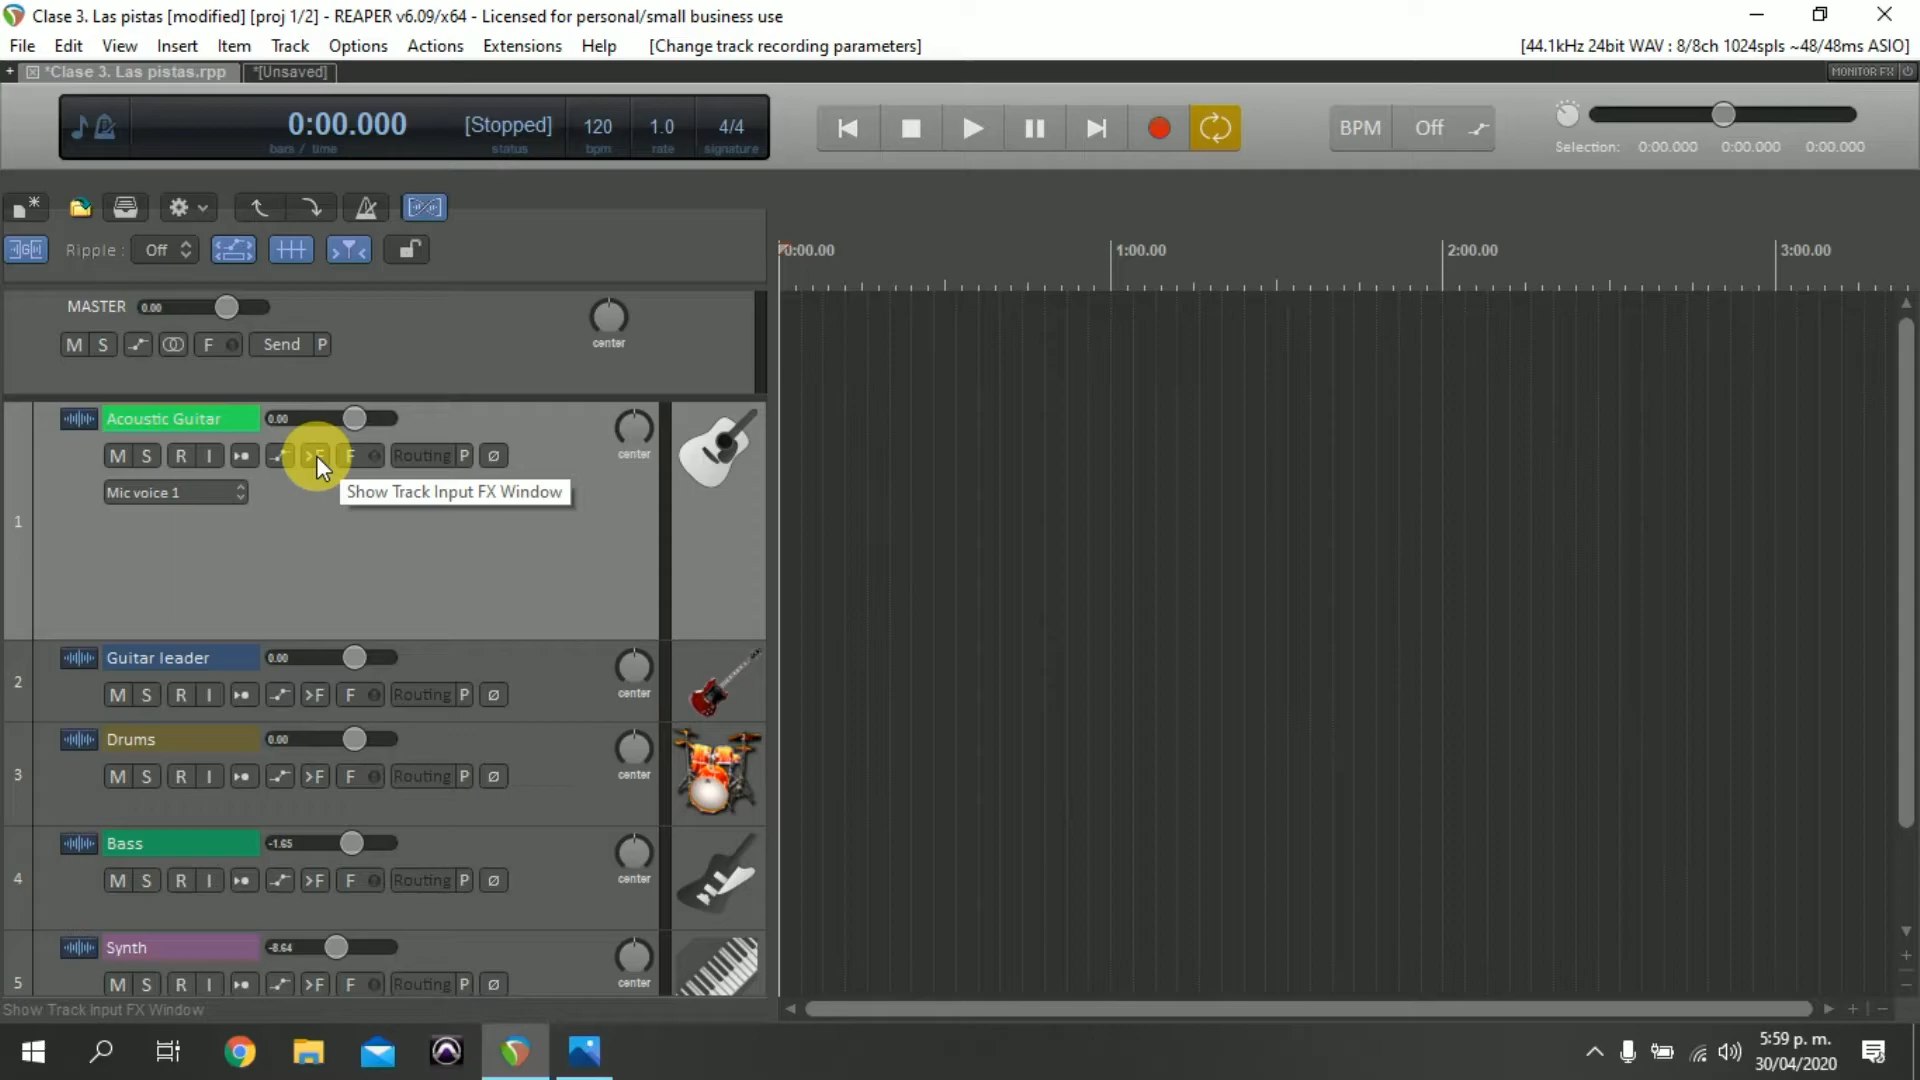 Clase 3. Las pistas [modified] [proj 1/2] - REAPER v6.09/x64 - Licensed for personal/small business use
File Edit View Insert Item Track Options Actions Extensions Help [Change track recording parameters] [44.1kHz 24bit WAV : 8/8ch 1024spls ~48/48ms ASIO]
+ *Clase 3. Las pistas.rpp *[Unsaved] MONITOR FX
0:00.000 [Stopped] 120 1.0 4/4
bars / time status bpm rate signature
BPM Off
Selection: 0:00.000 0:00.000 0:00.000
Ripple : Off
0:00.00 1:00.00 2:00.00 3:00.00
MASTER 0.00
center
M S F Send P
Acoustic Guitar 0.00
center
M S R I >F F Routing P ø
Mic voice 1
Show Track Input FX Window
1
Guitar leader 0.00
center
2
M S R I >F F Routing P ø
Drums 0.00
center
3
M S R I >F F Routing P ø
Bass -1.65
center
4
M S R I >F F Routing P ø
Synth -8.64
center
5
M S R I >F F Routing P ø
Show Track Input FX Window
5:59 p. m.
30/04/2020